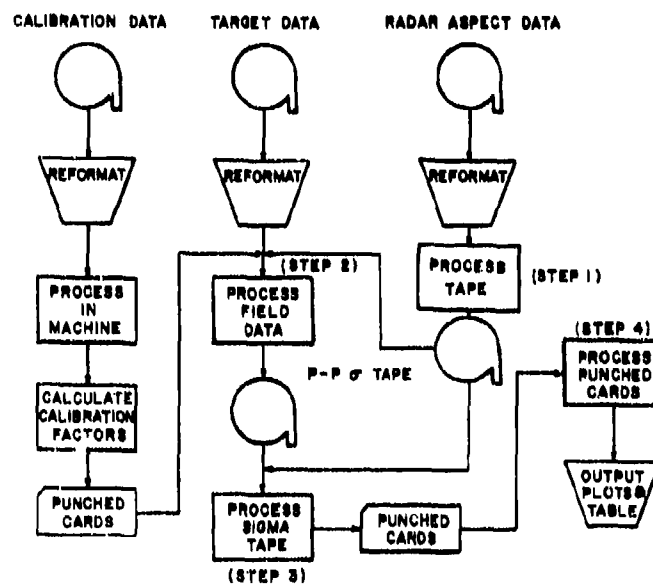 CALIBRATION DATA
TARGET DATA
RADAR ASPECT DATA
REFORMAT
REFORMAT
REFORMAT
(STEP 2)
PROCESS
TAPE
(STEP 1)
PROCESS
IN
MACHINE
PROCESS
FIELD
DATA
(STEP 4)
PROCESS
PUNCHED
CARDS
P-P σ TAPE
CALCULATE
CALIBRATION
FACTORS
OUTPUT
PLOTS&
TABLE
PUNCHED
CARDS
PROCESS
SIGMA
TAPE
PUNCHED
CARDS
(STEP 3)